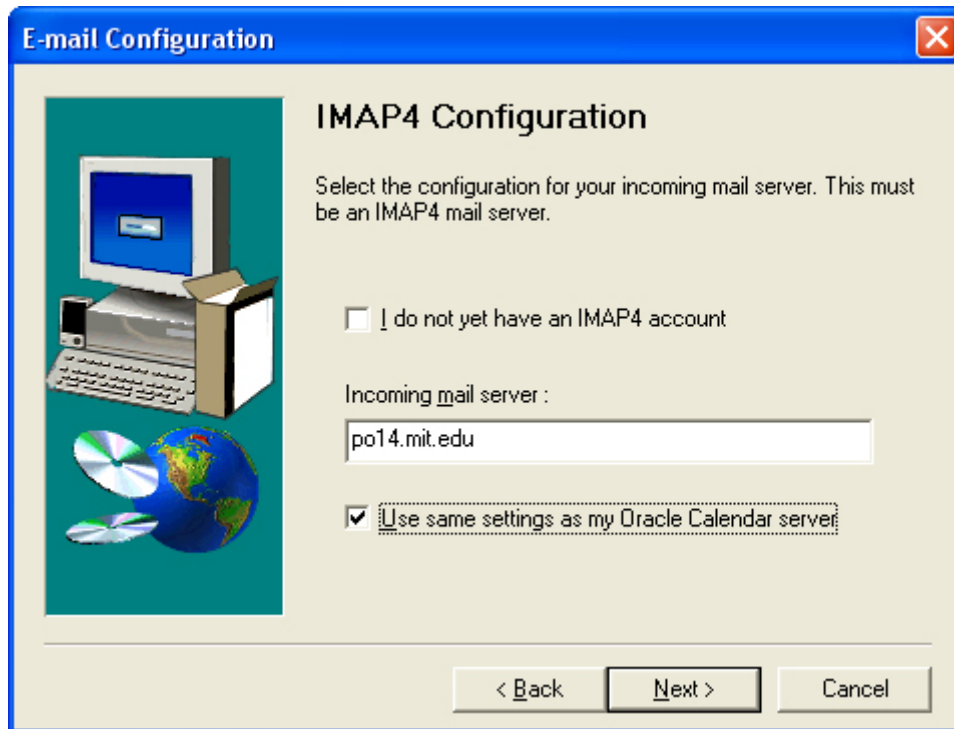 E-mail Configuration
IMAP4 Configuration
Select the configuration for your incoming mail server. This must
be an IMAP4 mail server.
I do not yet have an IMAP4 account
Incoming mail server :
po14.mit.edu
Use same settings as my Oracle Calendar server
< Back Next > Cancel